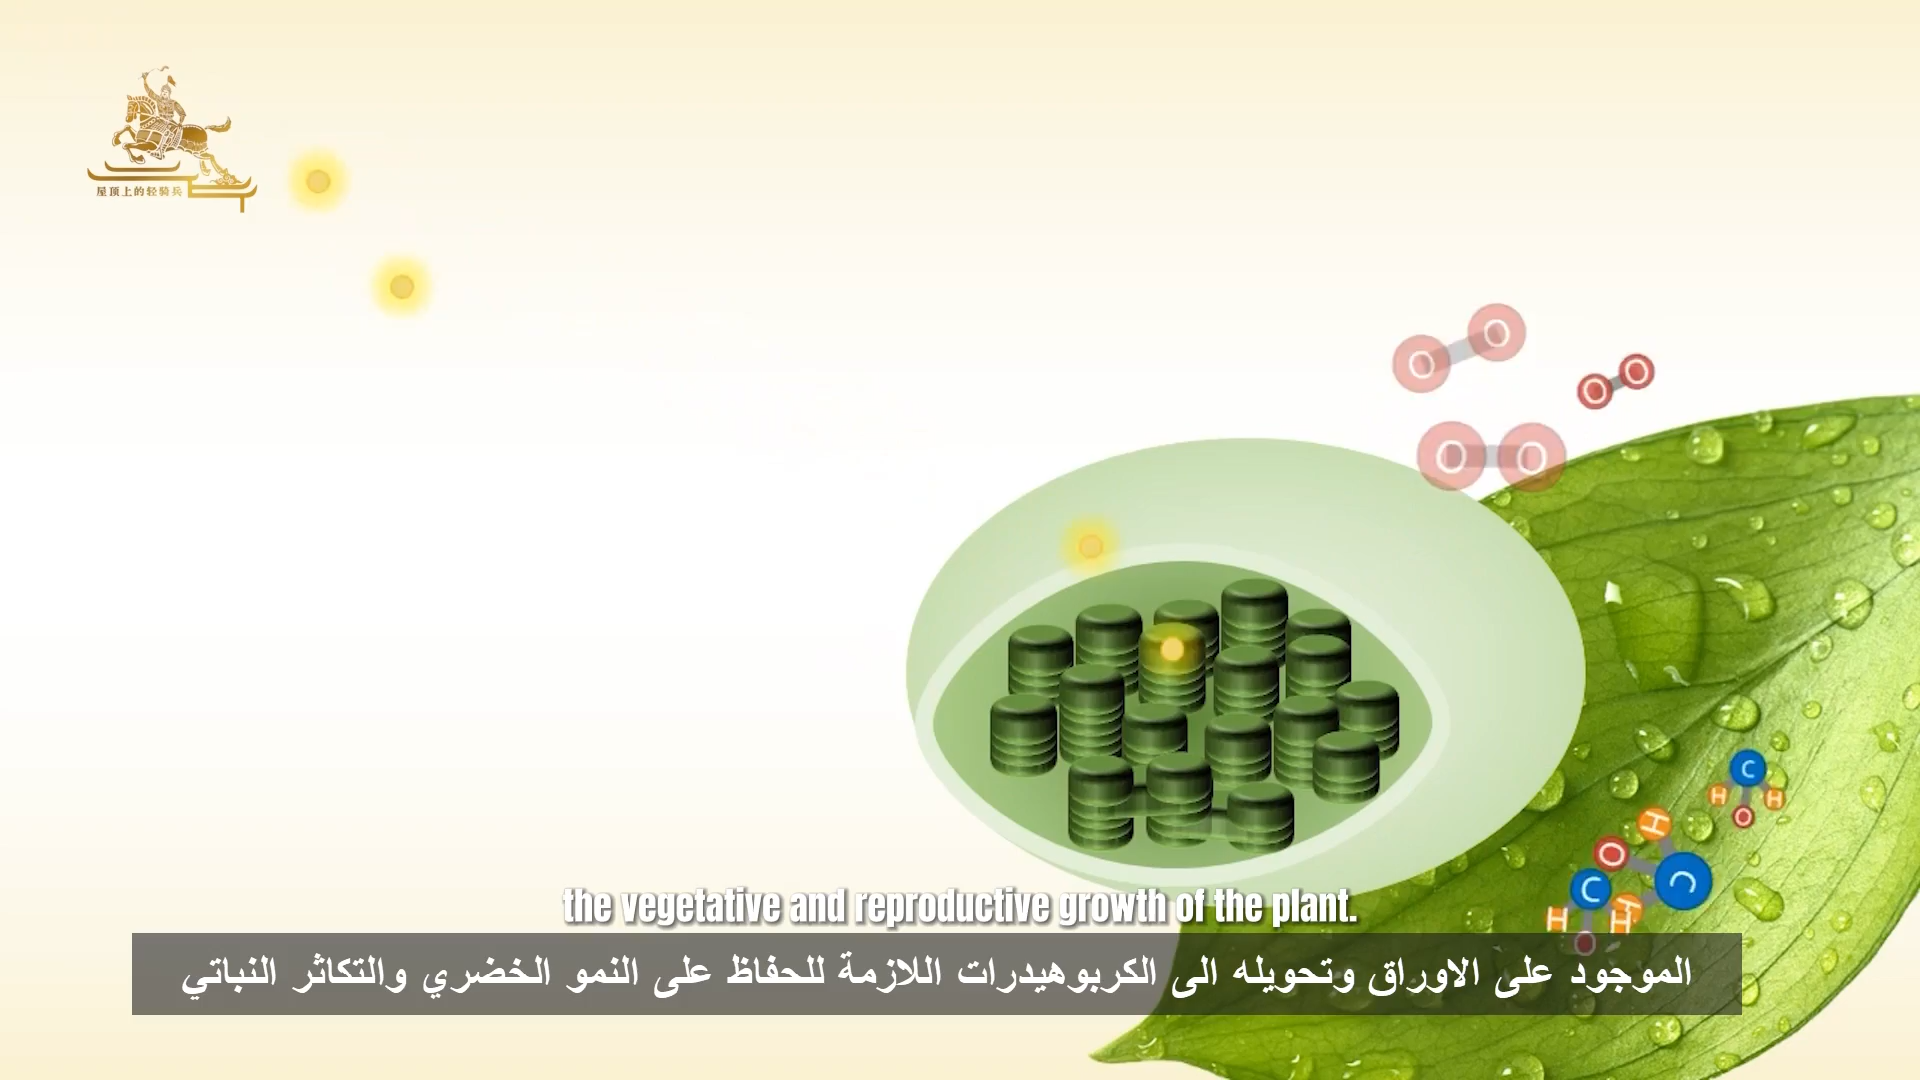 屋顶上的轻骑兵
O O
O O
O O
C
H H
O
H
O
C C
H H H
O
the vegetative and reproductive growth of the plant.
الموجود على الاوراق وتحويله الى الكربوهيدرات اللازمة للحفاظ على النمو الخضري والتكاثر النباتي